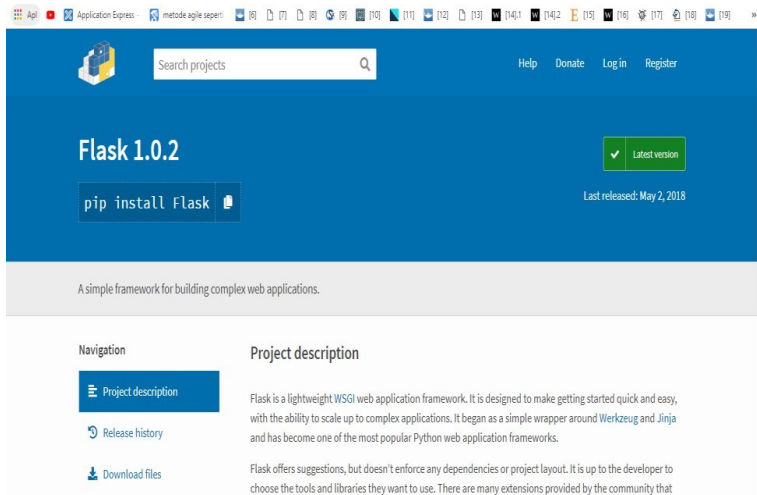 Apl Application Express - metode agile sepert [6] [7] [8] [9] [10] [11] [12] [13] [14].1 [14].2 [15] [16] [17] [18] [19] »
Search projects Help Donate Log in Register
Flask 1.0.2
Latest version
pip install Flask
Last released: May 2, 2018
A simple framework for building complex web applications.
Navigation
Project description
Project description
Flask is a lightweight WSGI web application framework. It is designed to make getting started quick and easy,
with the ability to scale up to complex applications. It began as a simple wrapper around Werkzeug and Jinja
and has become one of the most popular Python web application frameworks.
Release history
Download files
Flask offers suggestions, but doesn't enforce any dependencies or project layout. It is up to the developer to
choose the tools and libraries they want to use. There are many extensions provided by the community that